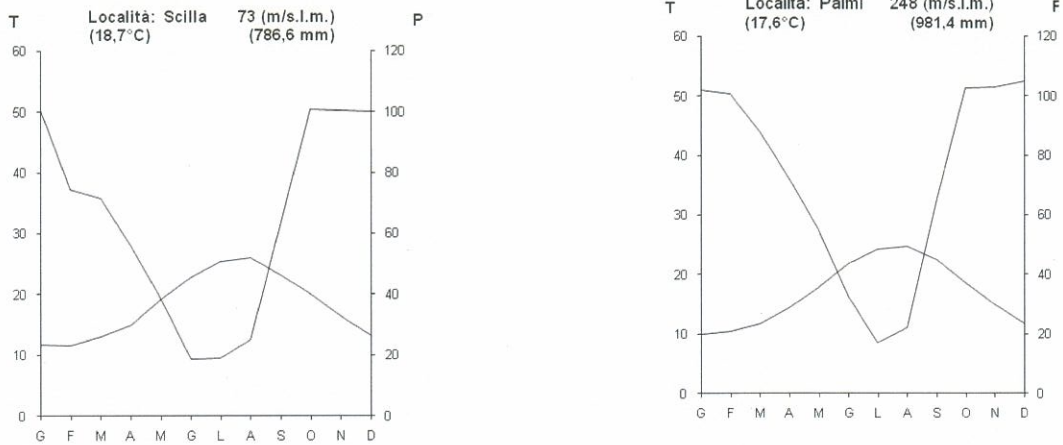 T Località: Scilla 73 (m/s.l.m.) P
(18,7°C) (786,6 mm)
60 120
50 100
40 80
30 60
20 40
10 20
0 0
G F M A M G L A S O N D
T Località: Palmi 248 (m/s.l.m.) P
(17,6°C) (981,4 mm)
60 120
50 100
40 80
30 60
20 40
10 20
0 0
G F M A M G L A S O N D